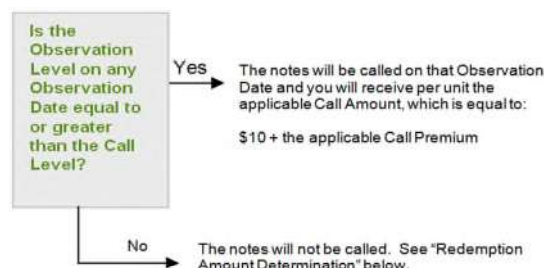 Is the
Observation
Level on any
Observation
Date equal to
or greater
than the Call
Level?
Yes
The notes will be called on that Observation
Date and you will receive per unit the
applicable Call Amount, which is equal to:
$10 + the applicable Call Premium
No
The notes will not be called. See "Redemption
Amount Determination" below.